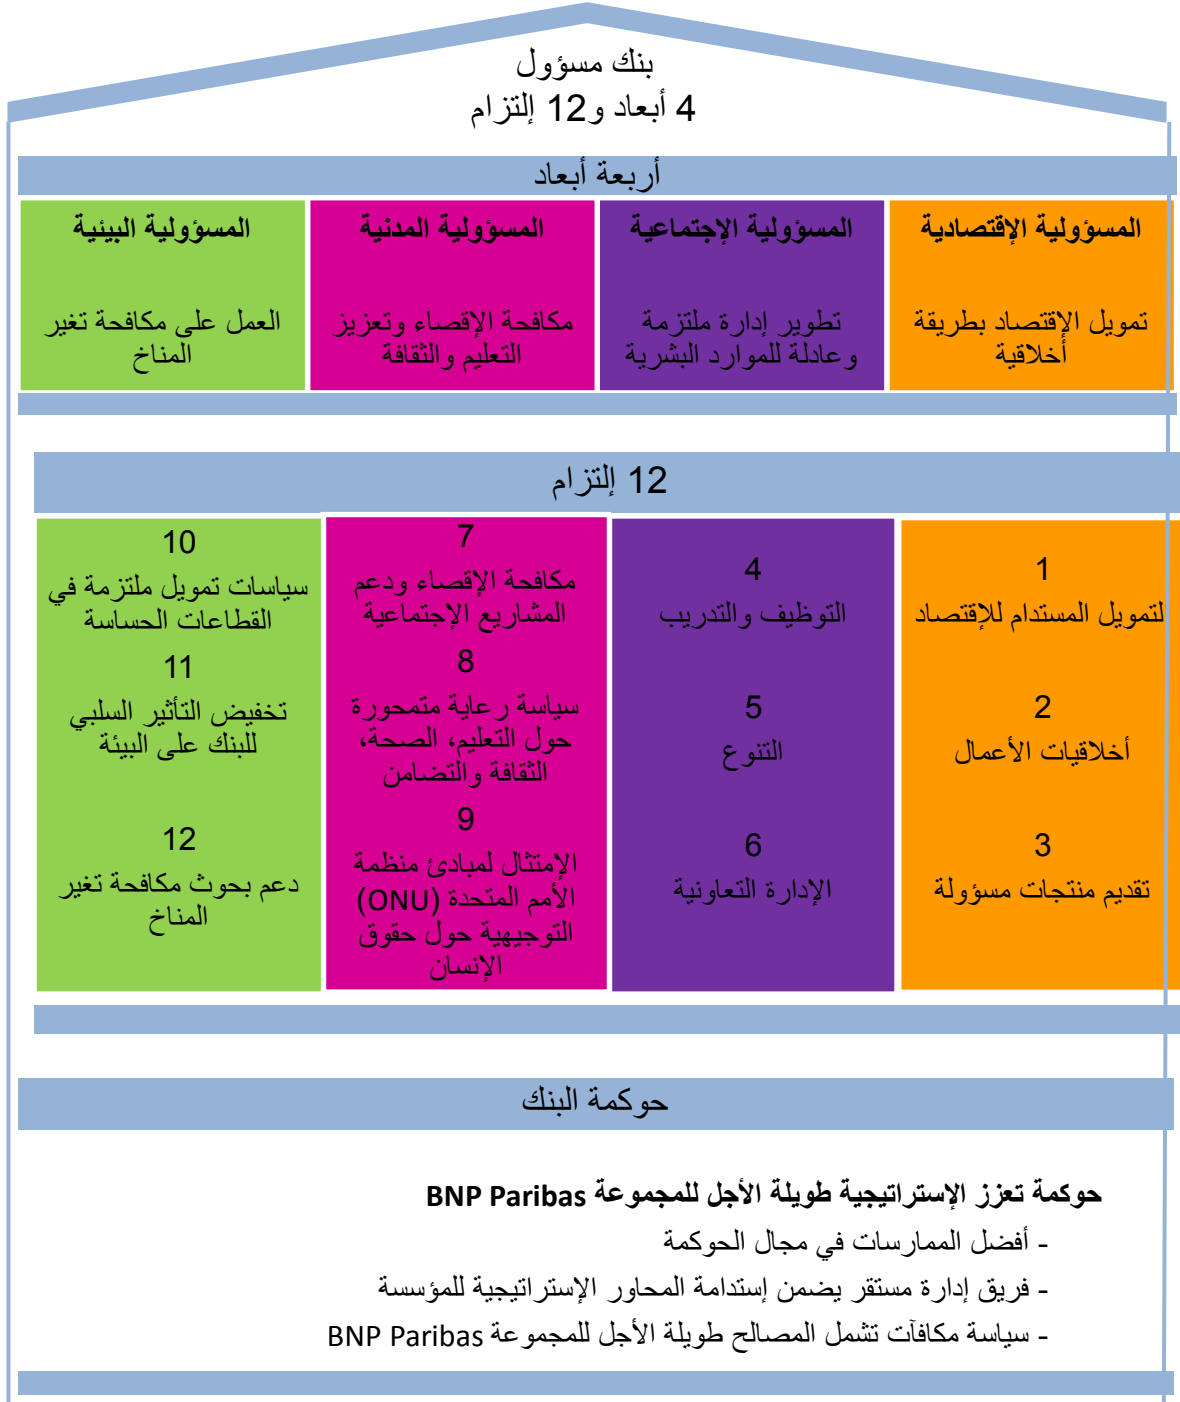 بنك مسؤول
4 أبعاد و12 إلتزام
أربعة أبعاد
المسؤولية الإقتصادية
تمويل الإقتصاد بطريقة
أخلاقية
المسؤولية الإجتماعية
تطوير إدارة ملتزمة
وعادلة للموارد البشرية
المسؤولية المدنية
مكافحة الإقصاء وتعزيز
التعليم والثقافة
المسؤولية البيئية
العمل على مكافحة تغير
المناخ
12 إلتزام
1
لتمويل المستدام للإقتصاد
2
أخلاقيات الأعمال
3
تقديم منتجات مسؤولة
4
التوظيف والتدريب
5
التنوع
6
الإدارة التعاونية
7
مكافحة الإقصاء ودعم
المشاريع الإجتماعية
8
سياسة رعاية متمحورة
حول التعليم، الصحة،
الثقافة والتضامن
9
الإمتثال لمبادئ منظمة
الأمم المتحدة (ONU)
التوجيهية حول حقوق
الإنسان
10
سياسات تمويل ملتزمة في
القطاعات الحساسة
11
تخفيض التأثير السلبي
للبنك على البيئة
12
دعم بحوث مكافحة تغير
المناخ
حوكمة البنك
حوكمة تعزز الإستراتيجية طويلة الأجل للمجموعة BNP Paribas
- أفضل الممارسات في مجال الحوكمة
- فريق إدارة مستقر يضمن إستدامة المحاور الإستراتيجية للمؤسسة
- سياسة مكافآت تشمل المصالح طويلة الأجل للمجموعة BNP Paribas